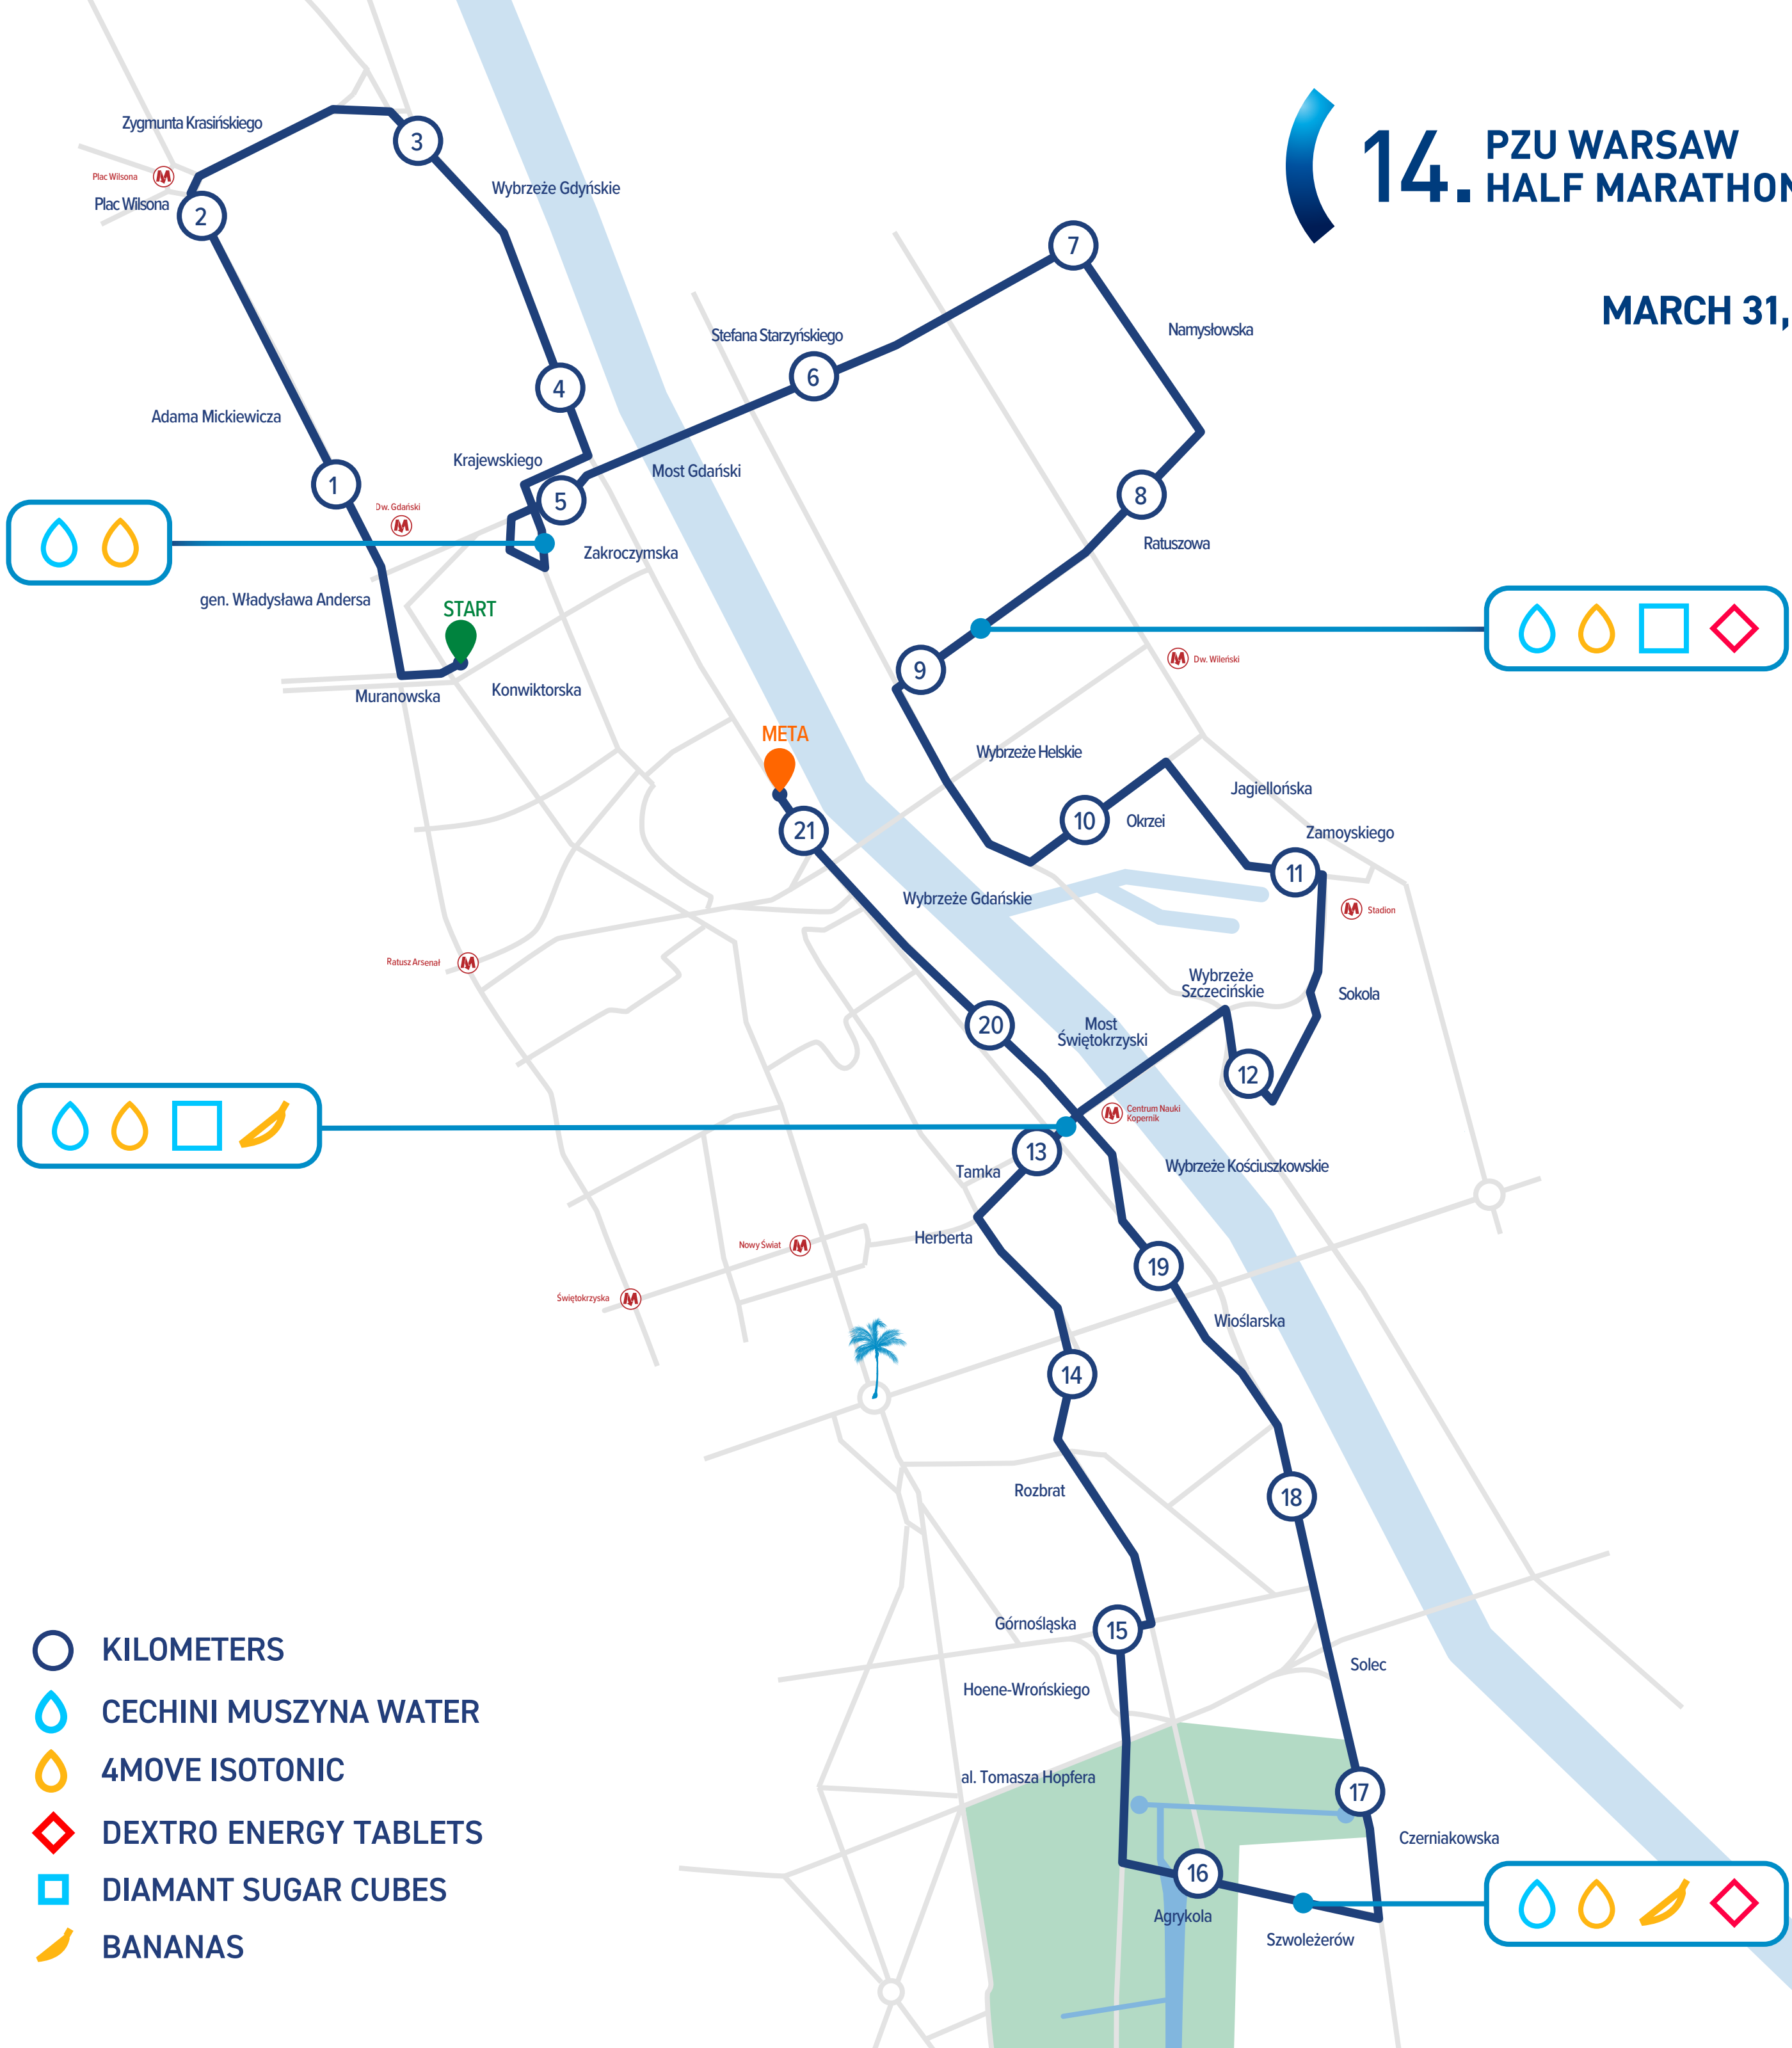 14.
PZU WARSAW
HALF MARATHON
MARCH 31,
Zygmunta Krasińskiego
3
Plac Wilsona
Plac Wilsona
2
Wybrzeże Gdyńskie
7
Stefana Starzyńskiego
Namysłowska
6
4
Adama Mickiewicza
Krajewskiego
Most Gdański
1
5
8
Dw. Gdański
Zakroczymska
Ratuszowa
gen. Władysława Andersa
START
9
Dw. Wileński
Muranowska
Konwiktorska
META
Wybrzeże Helskie
Jagiellońska
21
10
Okrzei
Zamoyskiego
11
Wybrzeże Gdańskie
Stadion
Ratusz Arsenał
Wybrzeże
Szczecińskie
Sokola
20
Most
Świętokrzyski
12
Centrum Nauki
Kopernik
13
Tamka
Wybrzeże Kościuszkowskie
Herberta
Nowy Świat
19
Świętokrzyska
Wioślarska
14
Rozbrat
18
Górnośląska
15
Solec
Hoene-Wrońskiego
al. Tomasza Hopfera
17
Czerniakowska
16
Agrykola
Szwoleżerów
KILOMETERS
CECHINI MUSZYNA WATER
4MOVE ISOTONIC
DEXTRO ENERGY TABLETS
DIAMANT SUGAR CUBES
BANANAS